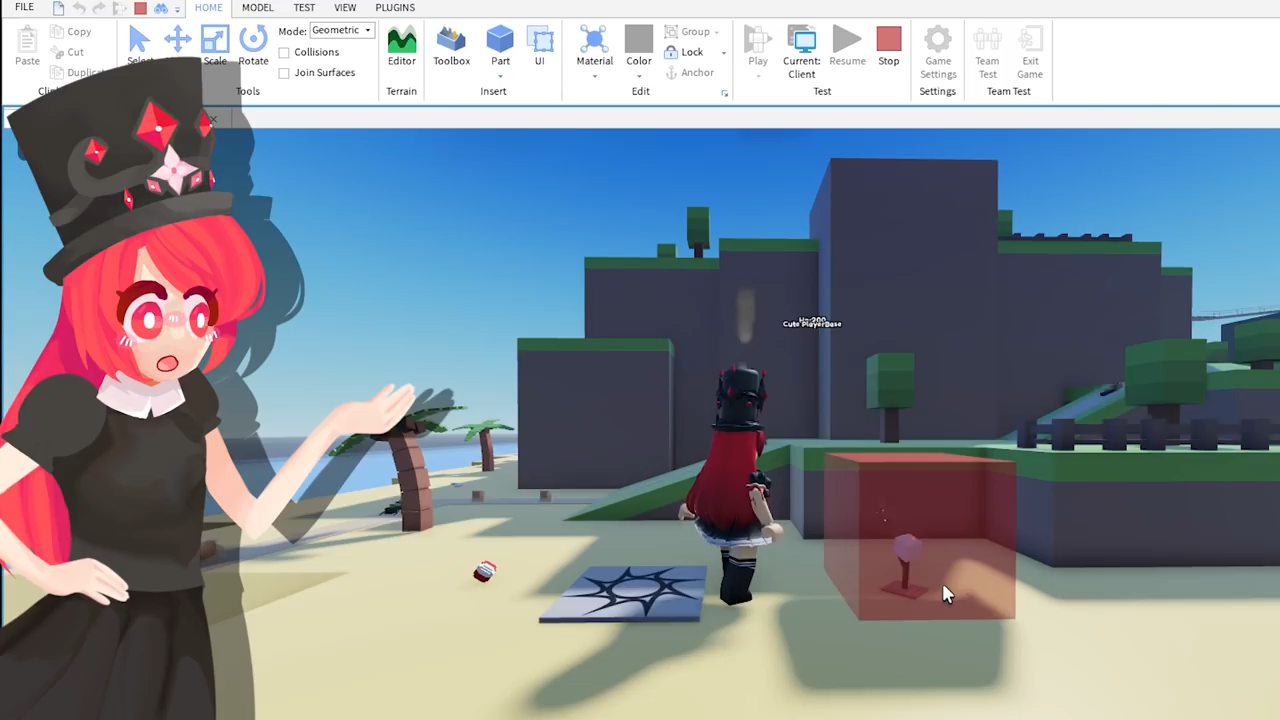 FILE
HOME MODEL TEST VIEW PLUGINS
Paste
Copy
Cut
Select Scale Rotate
Mode: Geometric
Collisions
Join Surfaces
Tools
Editor
Terrain
Toolbox Part UI
Insert
Material Color
Group
Lock
Anchor
Edit
Play Current:
Client Resume Stop
Test
Game
Settings
Settings
Team
Test Exit
Game
Team Test
Cute PlayerBase